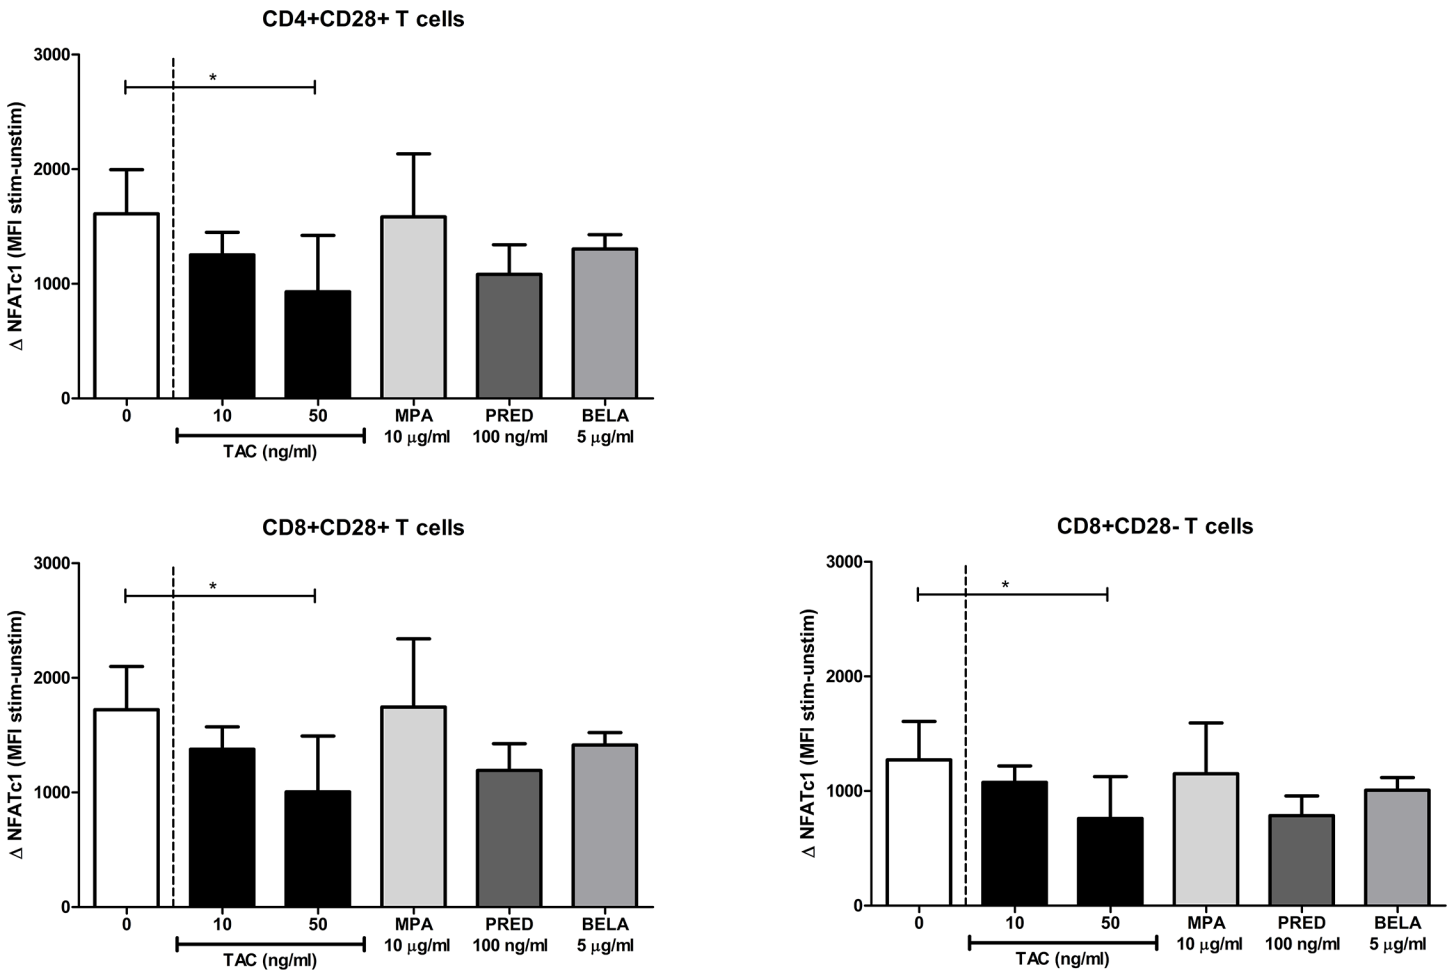 CD4+CD28+ T cells
Δ NFATc1 (MFI stim-unstim)
3000
2000
1000
0
*
0 10 50 MPA PRED BELA
10 μg/ml 100 ng/ml 5 μg/ml
TAC (ng/ml)
CD8+CD28+ T cells
Δ NFATc1 (MFI stim-unstim)
3000
2000
1000
0
*
0 10 50 MPA PRED BELA
10 μg/ml 100 ng/ml 5 μg/ml
TAC (ng/ml)
CD8+CD28- T cells
Δ NFATc1 (MFI stim-unstim)
3000
2000
1000
0
*
0 10 50 MPA PRED BELA
10 μg/ml 100 ng/ml 5 μg/ml
TAC (ng/ml)